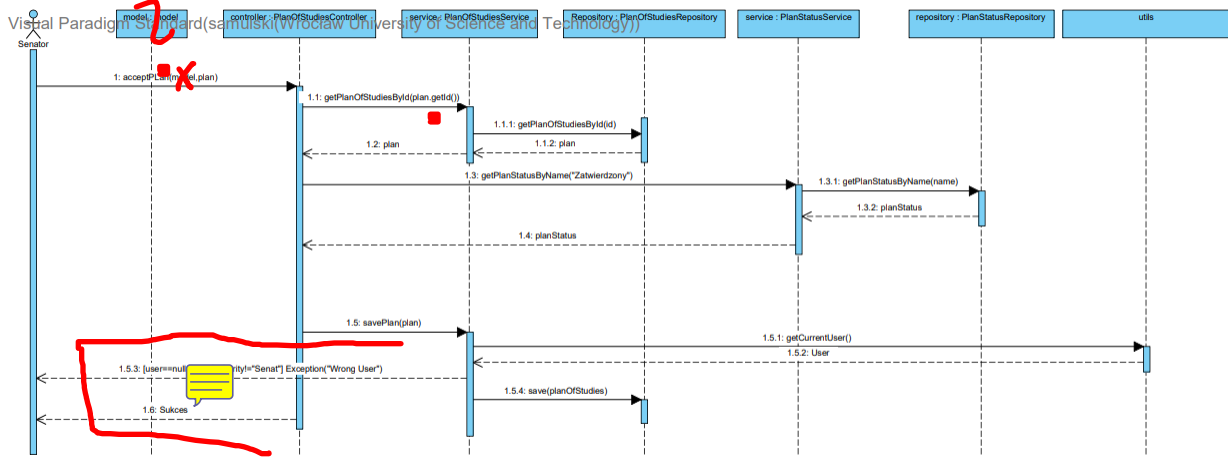 model : model
controller : PlanOfStudiesController
service : PlanOfStudiesService
Repository : PlanOfStudiesRepository
service : PlanStatusService
repository : PlanStatusRepository
utils
Visual Paradigm Standard(samulski(Wroclaw University of Science and Technology))
Senator
1: acceptPLan(model,plan)
1.1: getPlanOfStudiesById(plan.getId())
1.1.1: getPlanOfStudiesById(id)
1.2: plan
1.1.2: plan
1.3: getPlanStatusByName("Zatwierdzony")
1.3.1: getPlanStatusByName(name)
1.3.2: planStatus
1.4: planStatus
1.5: savePlan(plan)
1.5.1: getCurrentUser()
1.5.2: User
1.5.3: [user==null rity!="Senat"] Exception("Wrong User")
1.5.4: save(planOfStudies)
1.6: Sukces